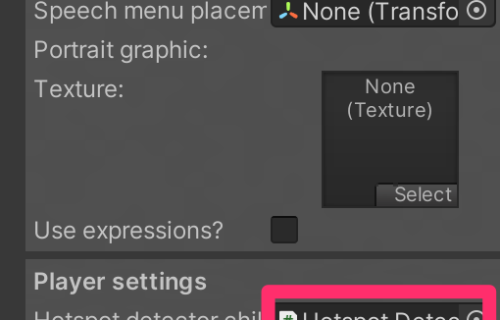 Speech menu placem None (Transfo
Portrait graphic:
Texture:
None
(Texture)
Select
Use expressions?
Player settings
Hotspot detector chil Hotspot Detec